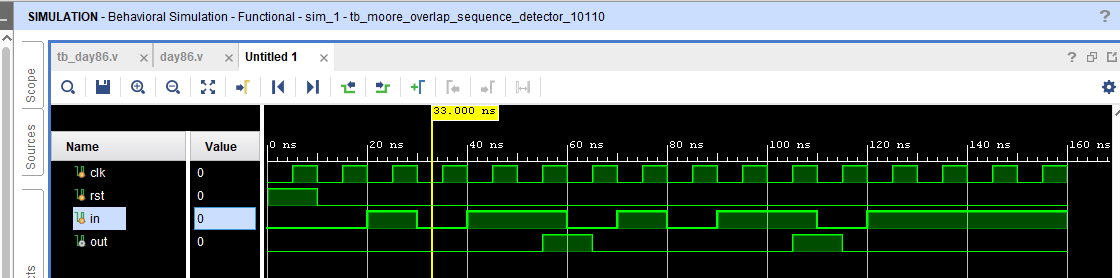 SIMULATION - Behavioral Simulation - Functional - sim_1 - tb_moore_overlap_sequence_detector_10110 ?
tb_day86.v × day86.v × Untitled 1 × ?
Scope
Sources
33.000 ns
Name Value
0 ns 20 ns 40 ns 60 ns 80 ns 100 ns 120 ns 140 ns 160 ns
clk 0
rst 0
in 0
out 0
cts